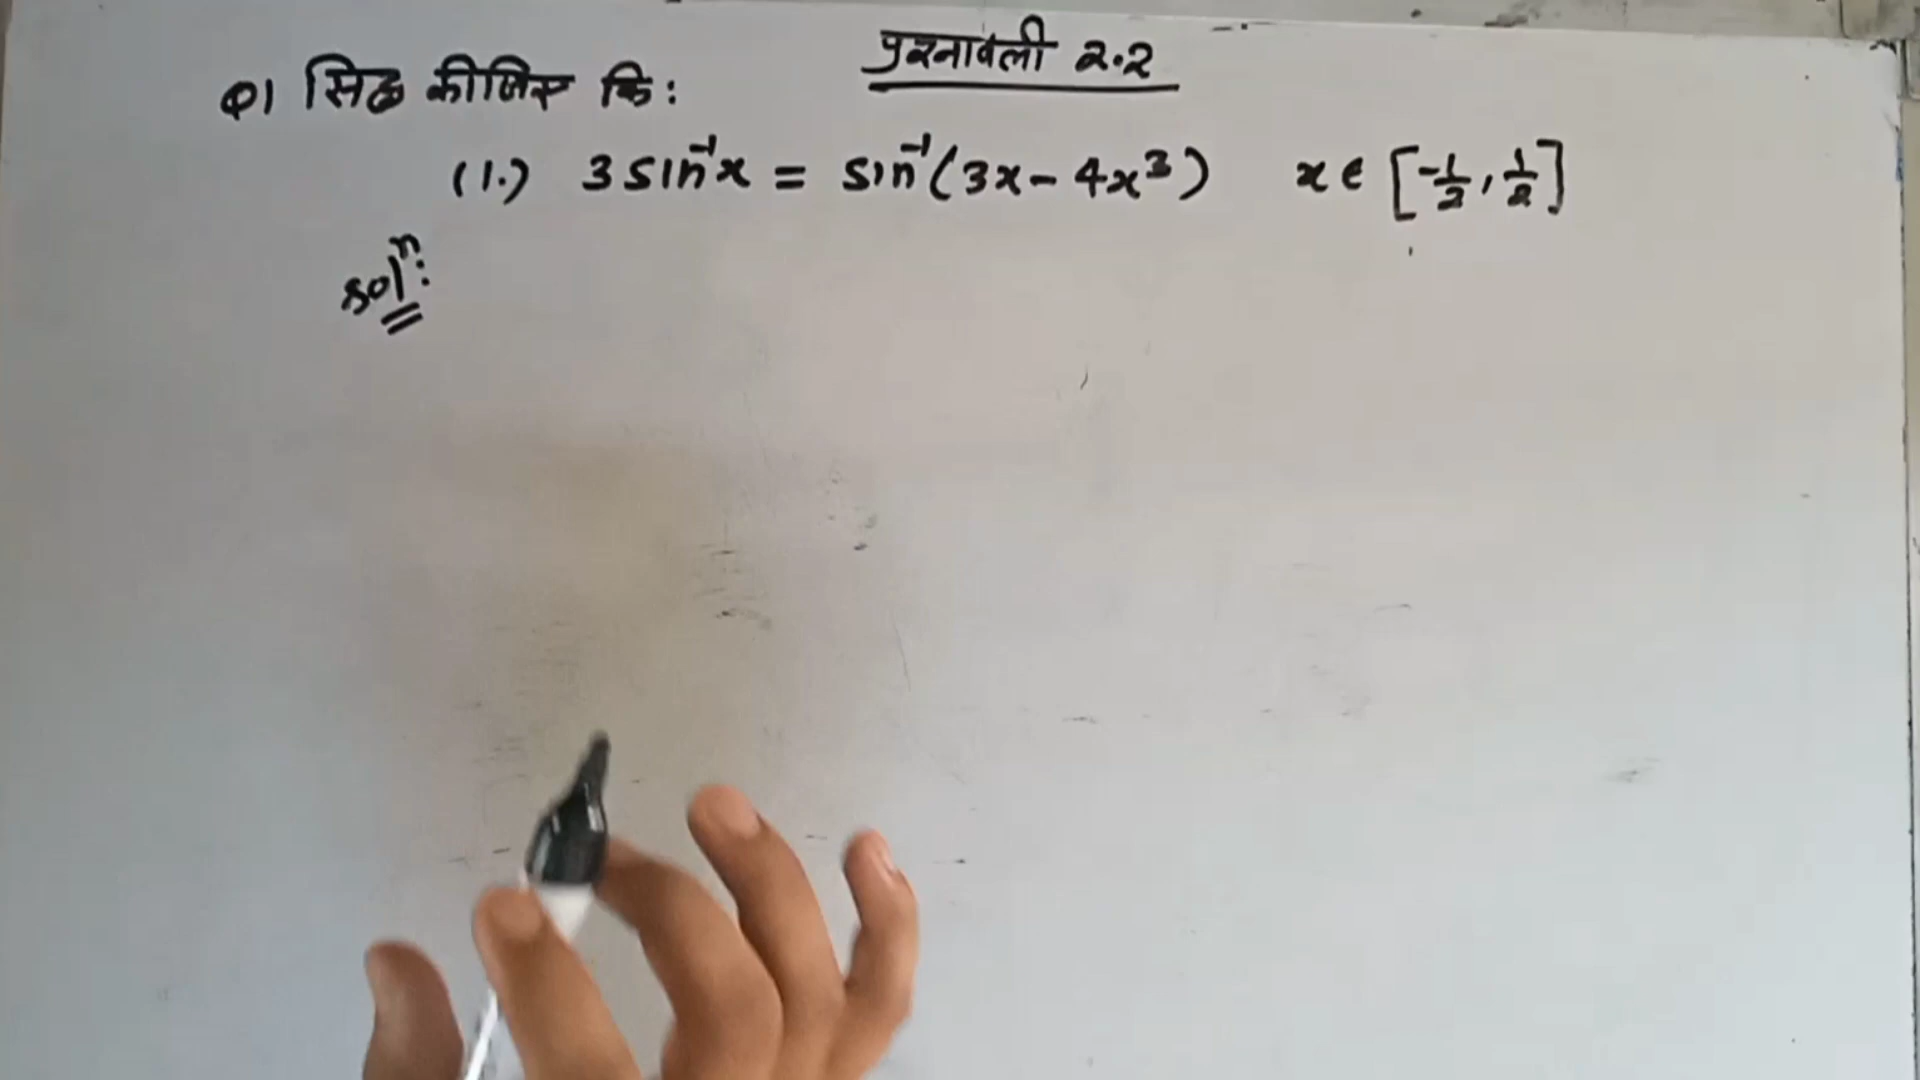 प्रश्नावली 2.2
Q1 सिद्ध कीजिए कि:
(1.) 3 sin⁻¹x = sin⁻¹(3x - 4x³) x ∈ [-1/2, 1/2]
solⁿ: